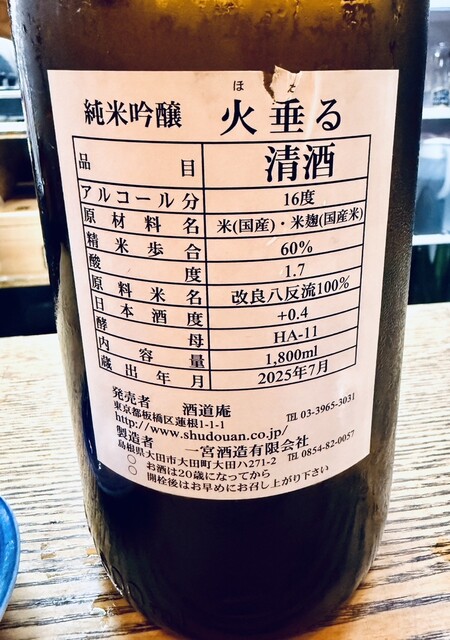 ほた
純米吟醸 火垂る
品目 清酒
アルコール分 16度
原材料名 米(国産)・米麹(国産米)
精米歩合 60%
酸度 1.7
原料米名 改良八反流100%
日本酒度 +0.4
酵母 HA-11
内容量 1,800ml
蔵出年月 2025年7月
発売者 酒道庵
東京都板橋区蓮根1-1-1 TEL 03-3965-3031
http://www.shudouan.co.jp/
製造者 一宮酒造有限会社
島根県大田市大田町大田ハ271-2 TEL 0854-82-0057
○ お酒は20歳になってから
○ 開栓後はお早めにお召し上がり下さい